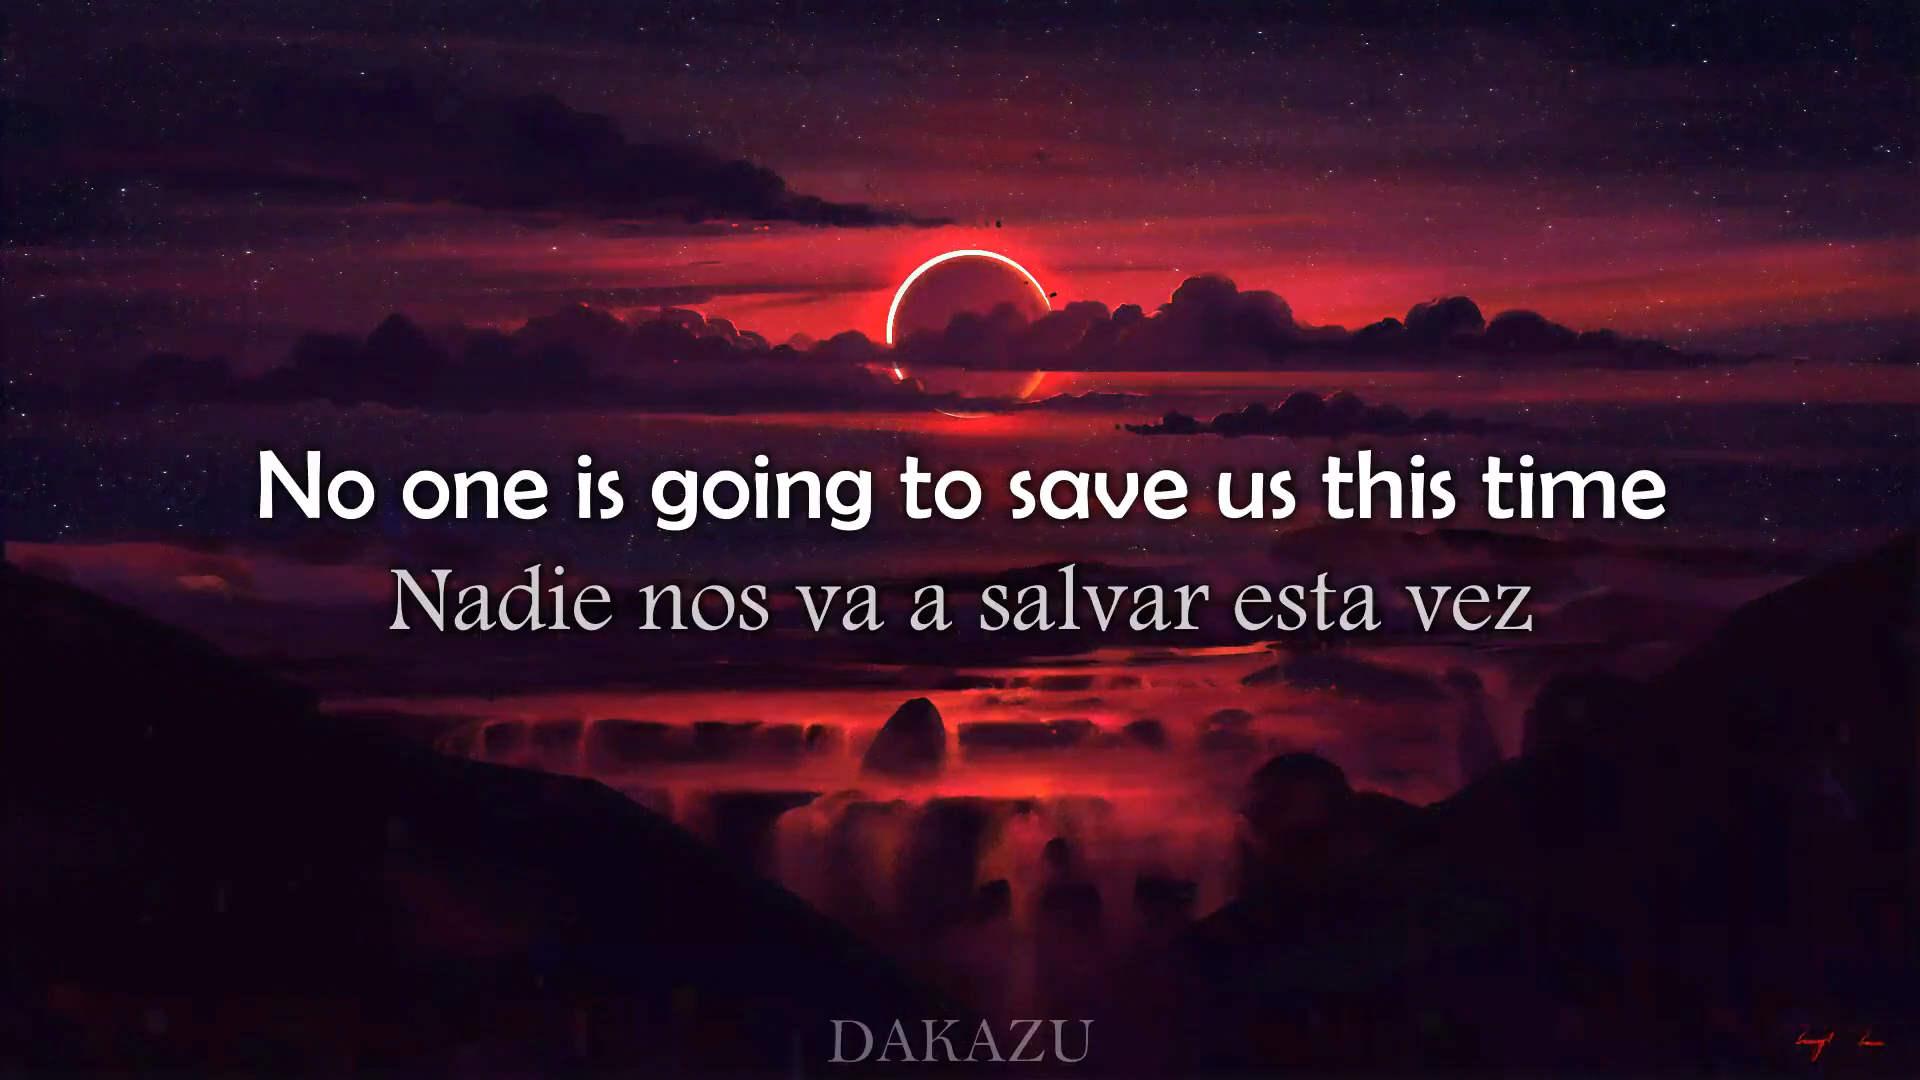 No one is going to save us this time
Nadie nos va a salvar esta vez
DAKAZU